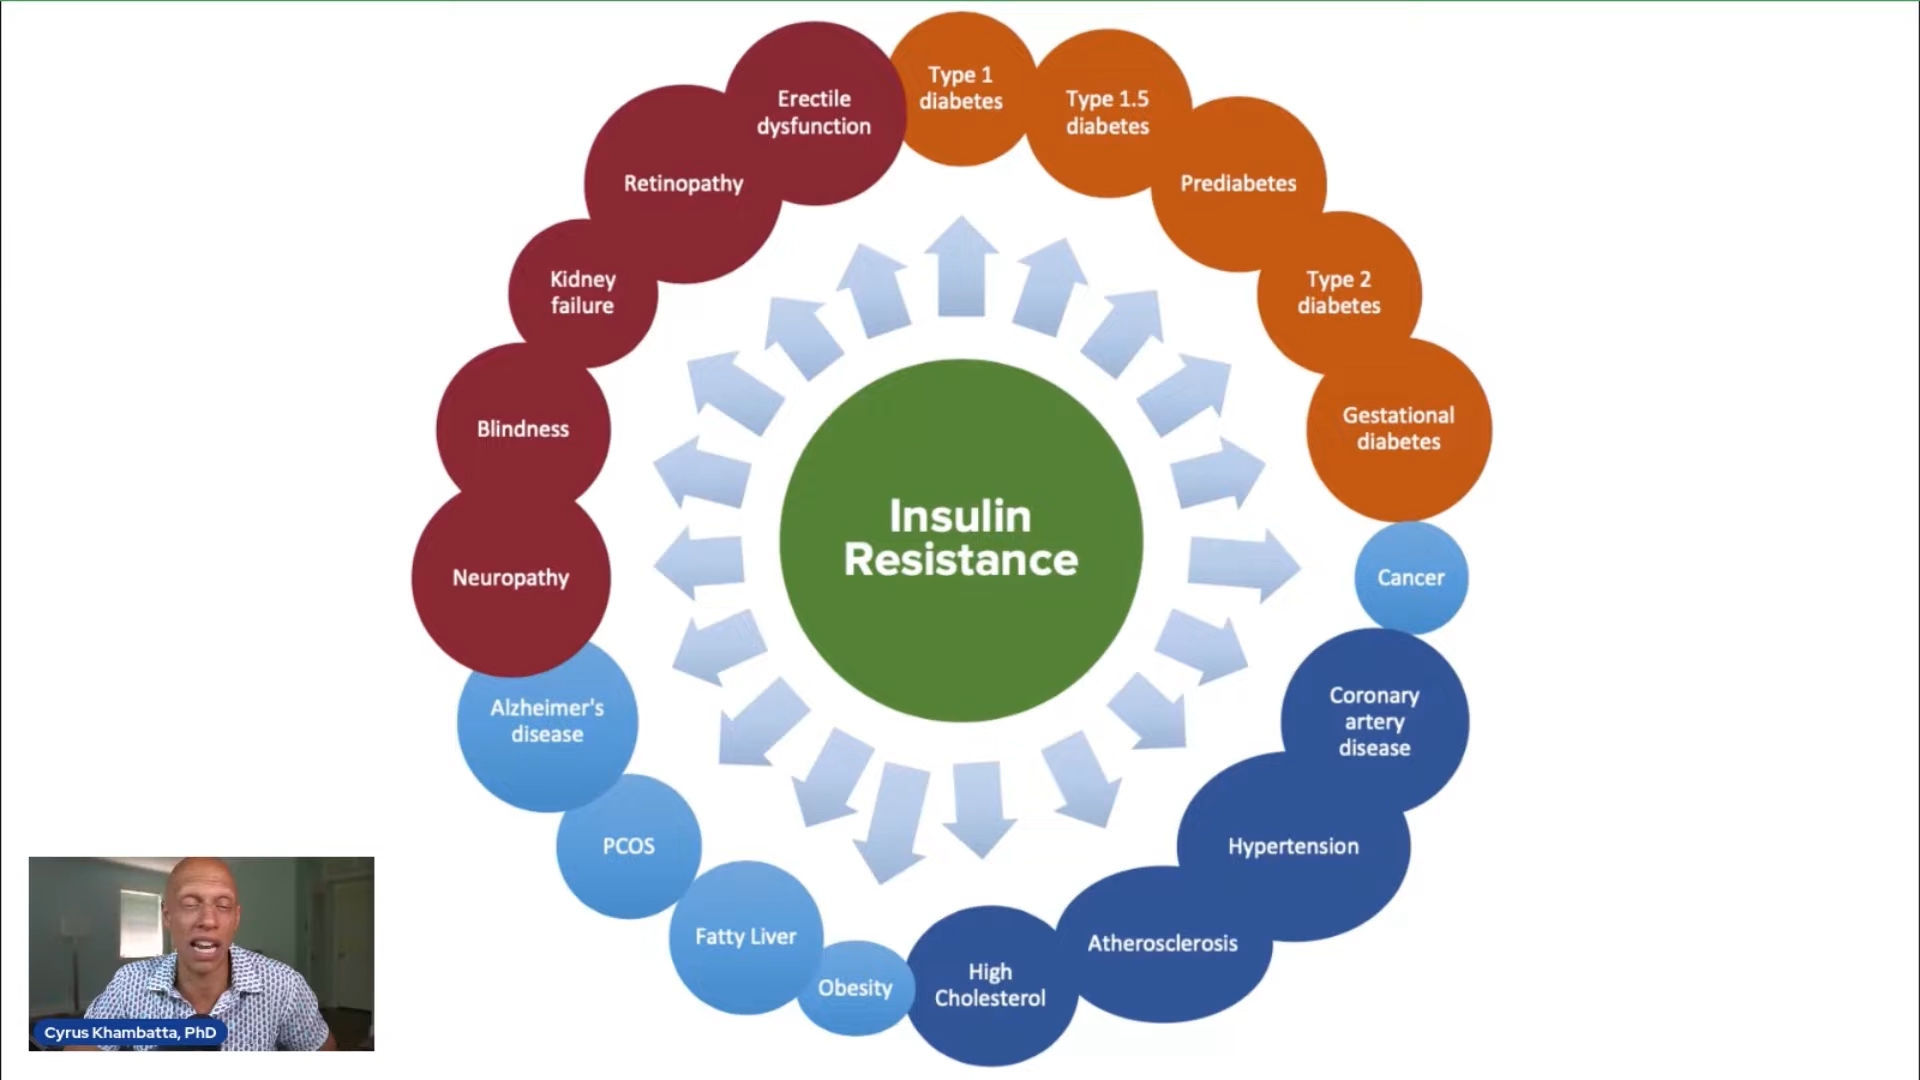 Type 1
diabetes
Type 1.5
diabetes
Prediabetes
Type 2
diabetes
Gestational
diabetes
Cancer
Coronary
artery
disease
Hypertension
Atherosclerosis
High
Cholesterol
Obesity
Fatty Liver
PCOS
Alzheimer's
disease
Neuropathy
Blindness
Kidney
failure
Retinopathy
Erectile
dysfunction
Insulin
Resistance
Cyrus Khambatta, PhD